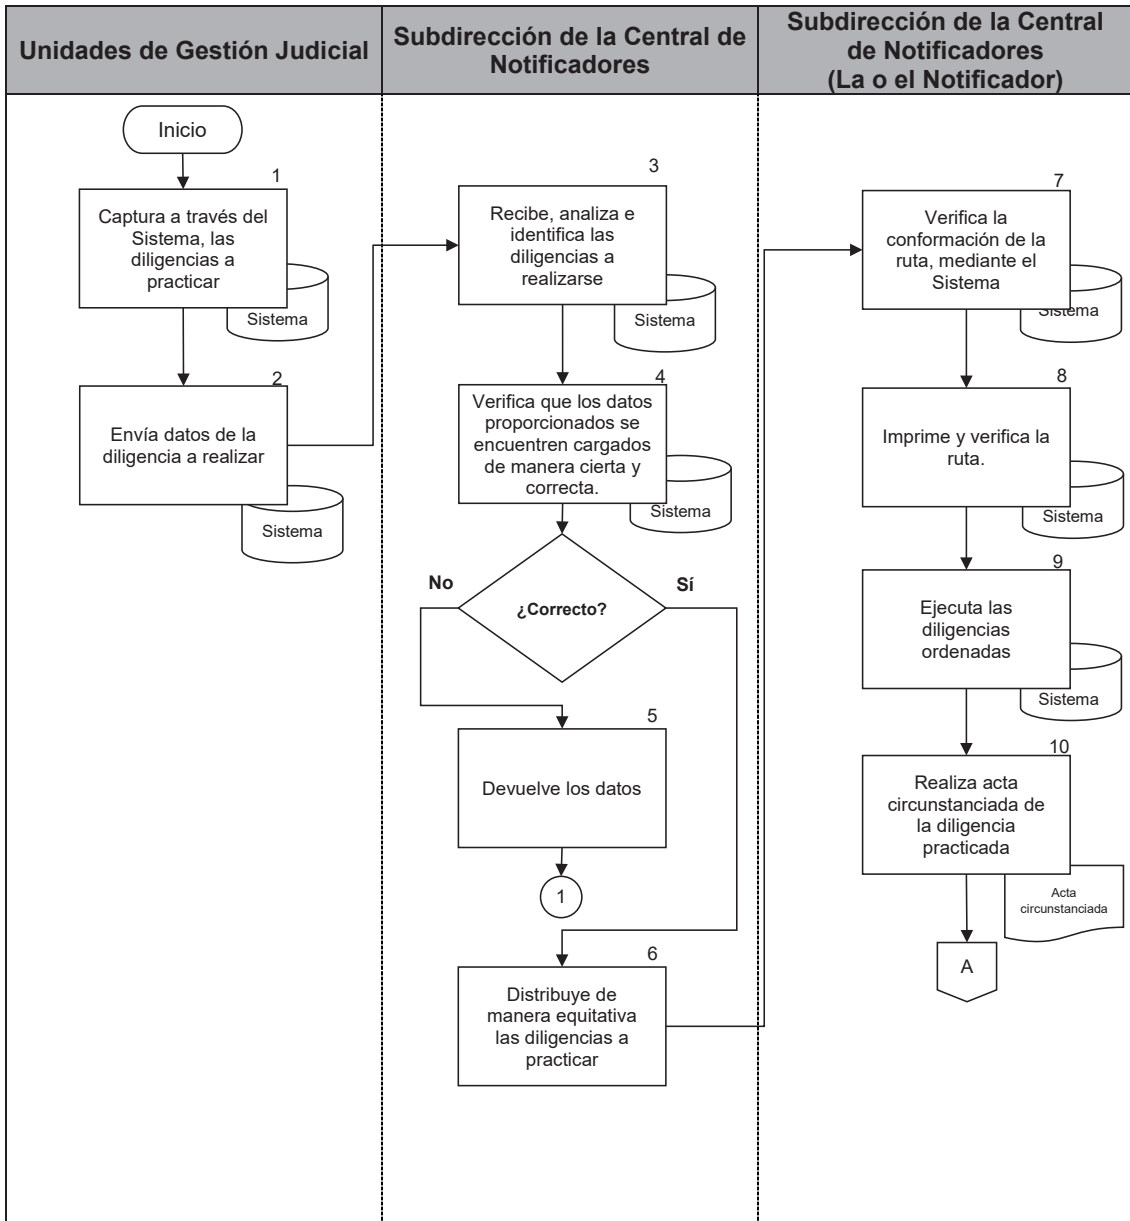 Unidades de Gestión Judicial
Subdirección de la Central de
Notificadores
Subdirección de la Central
de Notificadores
(La o el Notificador)
Inicio
1
Captura a través del
Sistema, las
diligencias a
practicar
Sistema
2
Envía datos de la
diligencia a realizar
Sistema
3
Recibe, analiza e
identifica las
diligencias a
realizarse
Sistema
4
Verifica que los datos
proporcionados se
encuentren cargados
de manera cierta y
correcta.
Sistema
No
¿Correcto?
Sí
5
Devuelve los datos
1
6
Distribuye de
manera equitativa
las diligencias a
practicar
7
Verifica la
conformación de la
ruta, mediante el
Sistema
Sistema
8
Imprime y verifica la
ruta.
Sistema
9
Ejecuta las
diligencias
ordenadas
Sistema
10
Realiza acta
circunstanciada de
la diligencia
practicada
Acta
circunstanciada
A